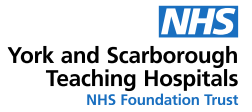 NHS
York and Scarborough
Teaching Hospitals
NHS Foundation Trust